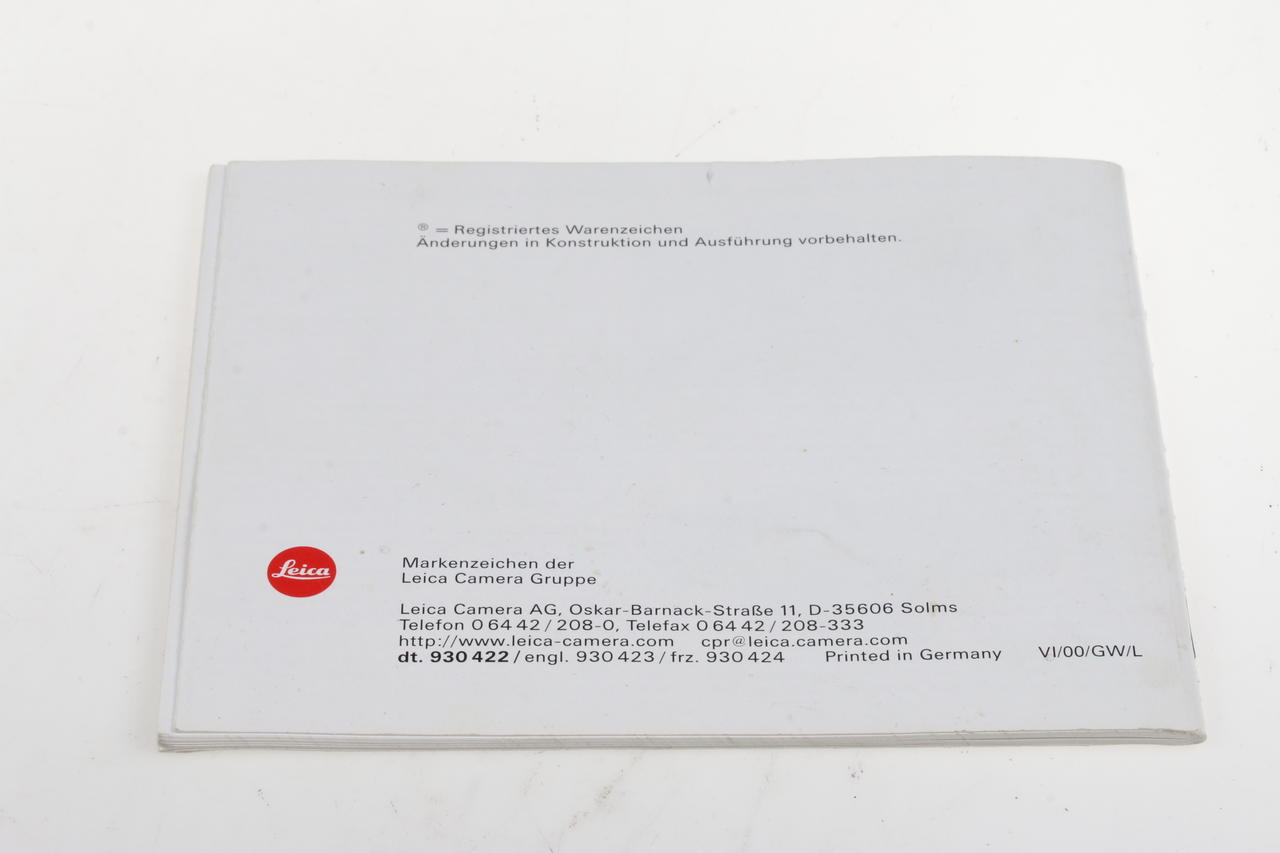 ® = Registriertes Warenzeichen
Änderungen in Konstruktion und Ausführung vorbehalten.
Leica
Markenzeichen der
Leica Camera Gruppe
Leica Camera AG, Oskar-Barnack-Straße 11, D-35606 Solms
Telefon 0 64 42 / 208-0, Telefax 0 64 42 / 208-333
http://www.leica-camera.com cpr@leica.camera.com
dt. 930 422 / engl. 930 423 / frz. 930 424 Printed in Germany VI/00/GW/L